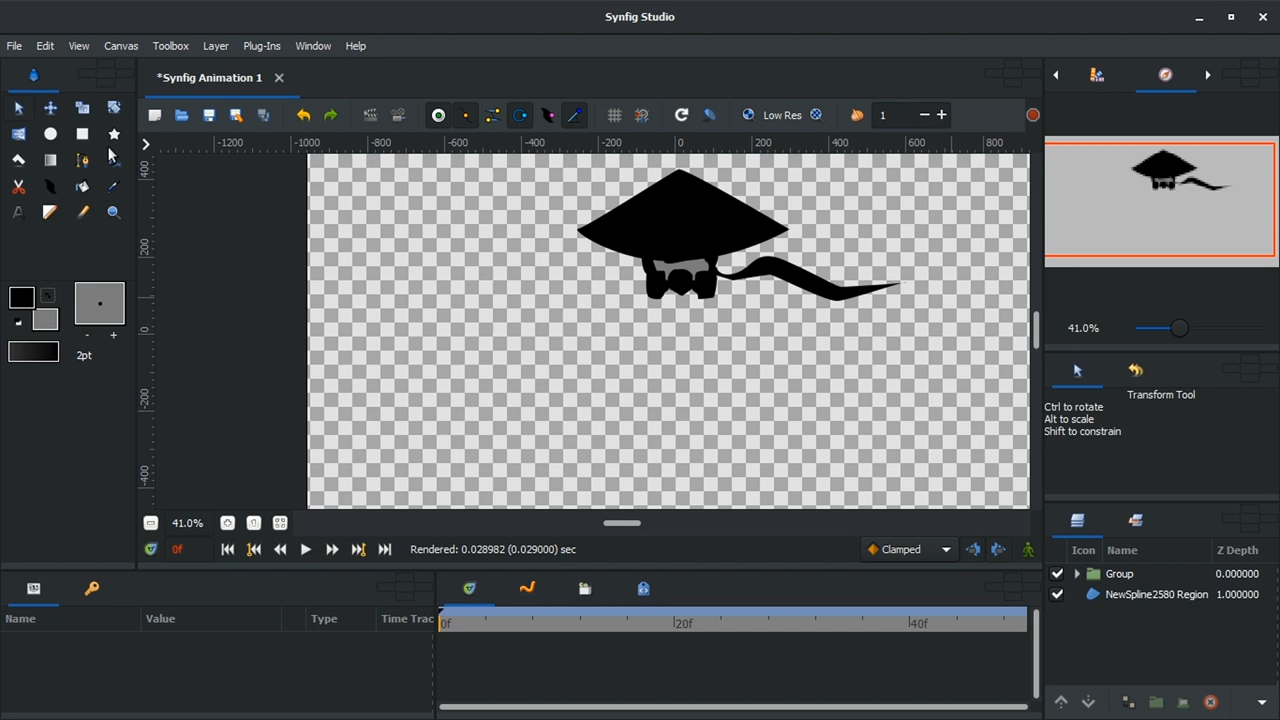 Synfig Studio
File Edit View Canvas Toolbox Layer Plug-Ins Window Help
*Synfig Animation 1
Low Res 1
-1200 -1000 -800 -600 -400 -200 0 200 400 600 800
400
200
0
-200
-400
2pt
41.0%
Transform Tool
Ctrl to rotate
Alt to scale
Shift to constrain
41.0%
0f Rendered: 0.028982 (0.029000) sec Clamped
Icon Name Z Depth
Group 0.000000
NewSpline2580 Region 1.000000
Name Value Type Time Trac
0f 20f 40f